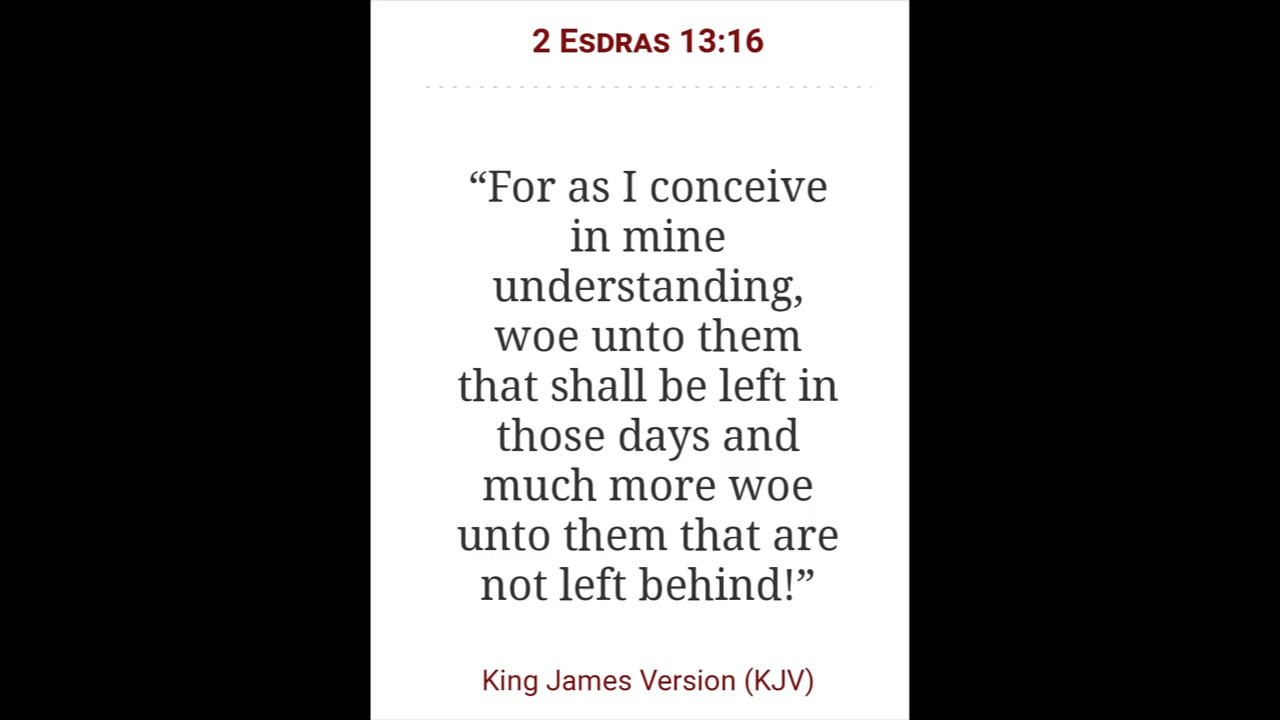 2 Esdras 13:16
“For as I conceive
in mine
understanding,
woe unto them
that shall be left in
those days and
much more woe
unto them that are
not left behind!”
King James Version (KJV)